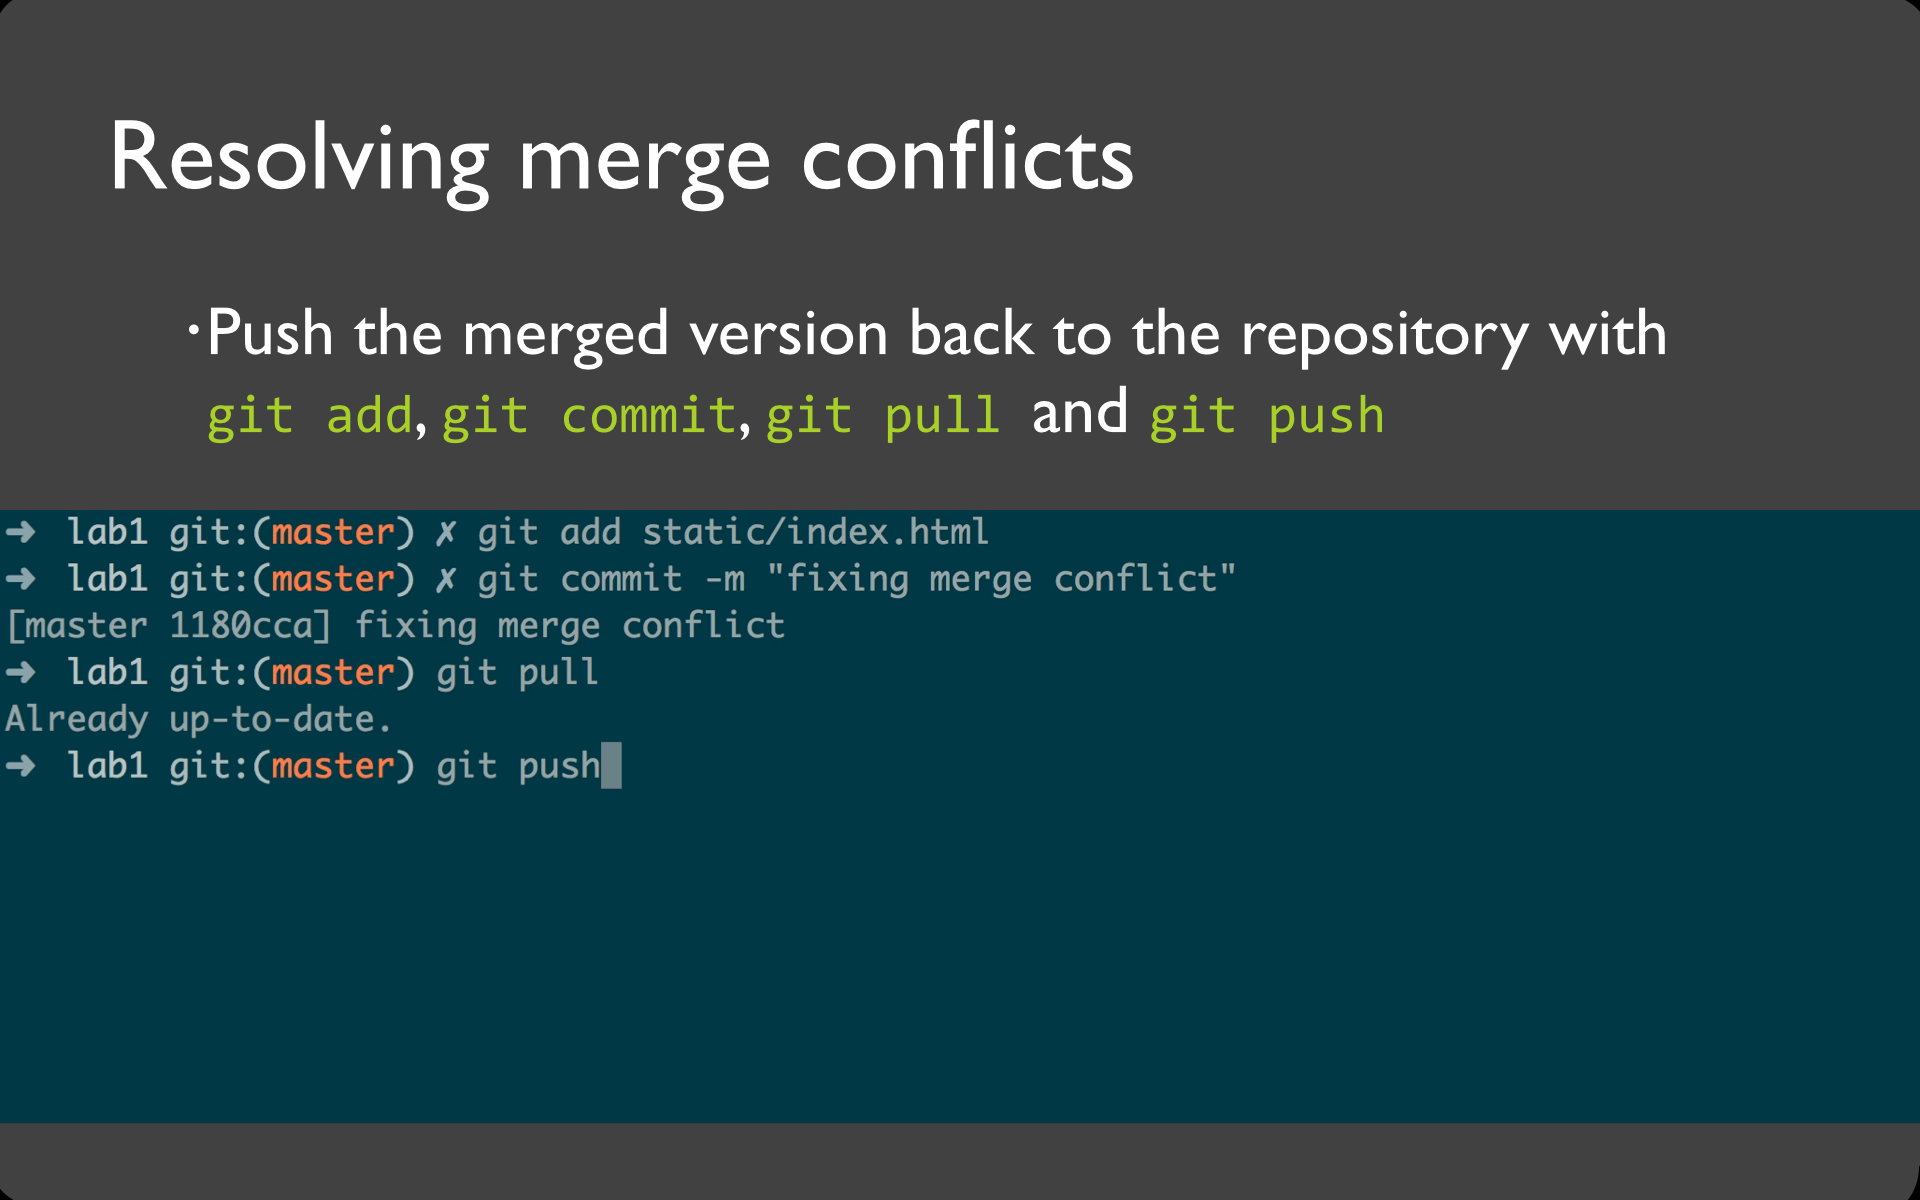 Resolving merge conflicts
·Push the merged version back to the repository with
git add, git commit, git pull and git push
➜ lab1 git:(master) ✗ git add static/index.html
➜ lab1 git:(master) ✗ git commit -m "fixing merge conflict"
[master 1180cca] fixing merge conflict
➜ lab1 git:(master) git pull
Already up-to-date.
➜ lab1 git:(master) git push